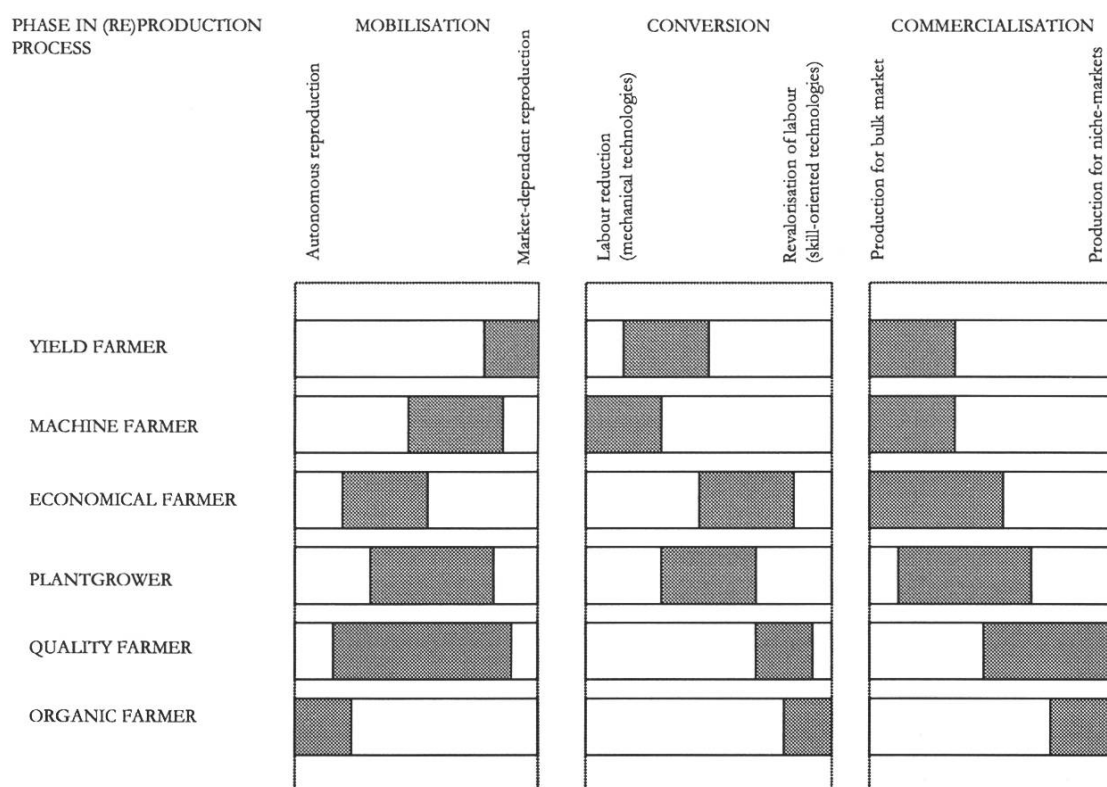 PHASE IN (RE)PRODUCTION
PROCESS
MOBILISATION
CONVERSION
COMMERCIALISATION
Autonomous reproduction
Market-dependent reproduction
Labour reduction
(mechanical technologies)
Revalorisation of labour
(skill-oriented technologies)
Production for bulk market
Production for niche-markets
YIELD FARMER
MACHINE FARMER
ECONOMICAL FARMER
PLANTGROWER
QUALITY FARMER
ORGANIC FARMER